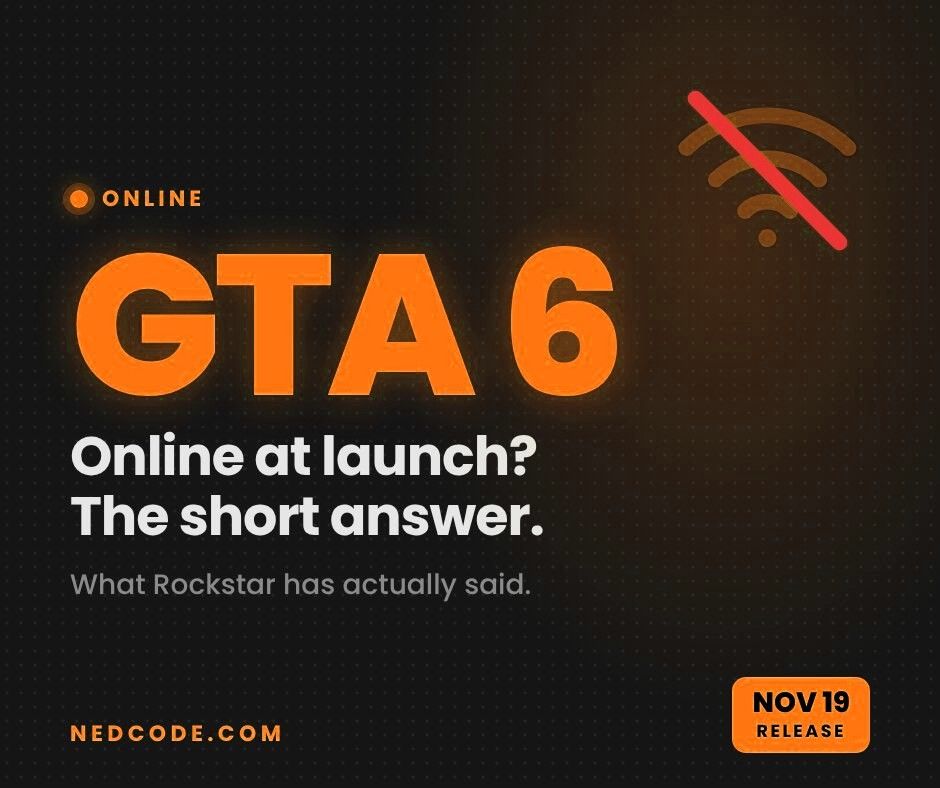 ONLINE
GTA 6
Online at launch?
The short answer.
What Rockstar has actually said.
NEDCODE.COM
NOV 19
RELEASE